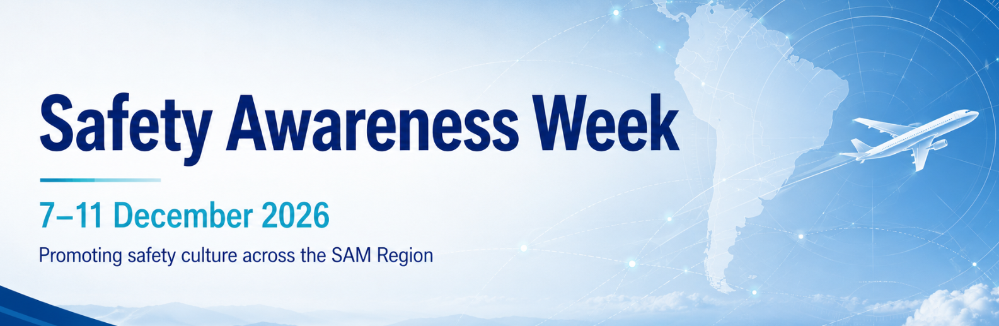 Safety Awareness Week
7–11 December 2026
Promoting safety culture across the SAM Region